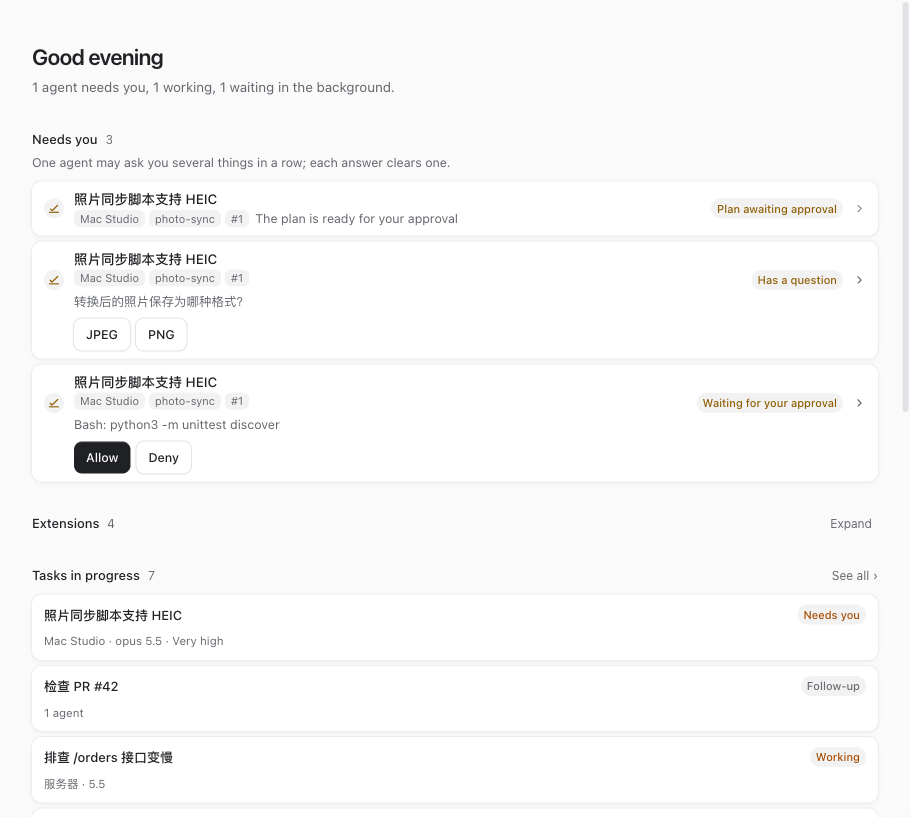 Good evening
1 agent needs you, 1 working, 1 waiting in the background.
Needs you 3
One agent may ask you several things in a row; each answer clears one.
照片同步脚本支持 HEIC
Mac Studio photo-sync #1 The plan is ready for your approval
Plan awaiting approval ›
照片同步脚本支持 HEIC
Mac Studio photo-sync #1
Has a question ›
转换后的照片保存为哪种格式?
JPEG PNG
照片同步脚本支持 HEIC
Mac Studio photo-sync #1
Waiting for your approval ›
Bash: python3 -m unittest discover
Allow Deny
Extensions 4 Expand
Tasks in progress 7 See all ›
照片同步脚本支持 HEIC Needs you
Mac Studio · opus 5.5 · Very high
检查 PR #42 Follow-up
1 agent
排查 /orders 接口变慢 Working
服务器 · 5.5